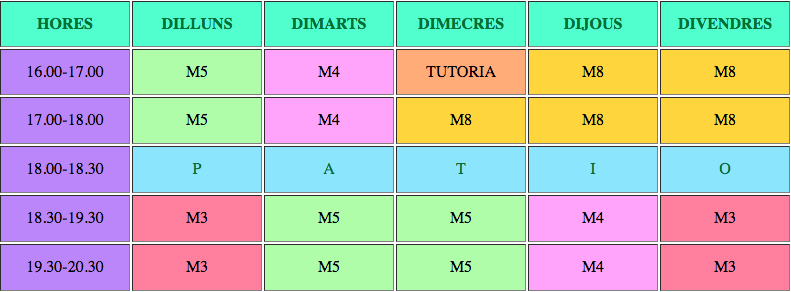 HORES DILLUNS DIMARTS DIMECRES DIJOUS DIVENDRES
16.00-17.00 M5 M4 TUTORIA M8 M8
17.00-18.00 M5 M4 M8 M8 M8
18.00-18.30 P A T I O
18.30-19.30 M3 M5 M5 M4 M3
19.30-20.30 M3 M5 M5 M4 M3